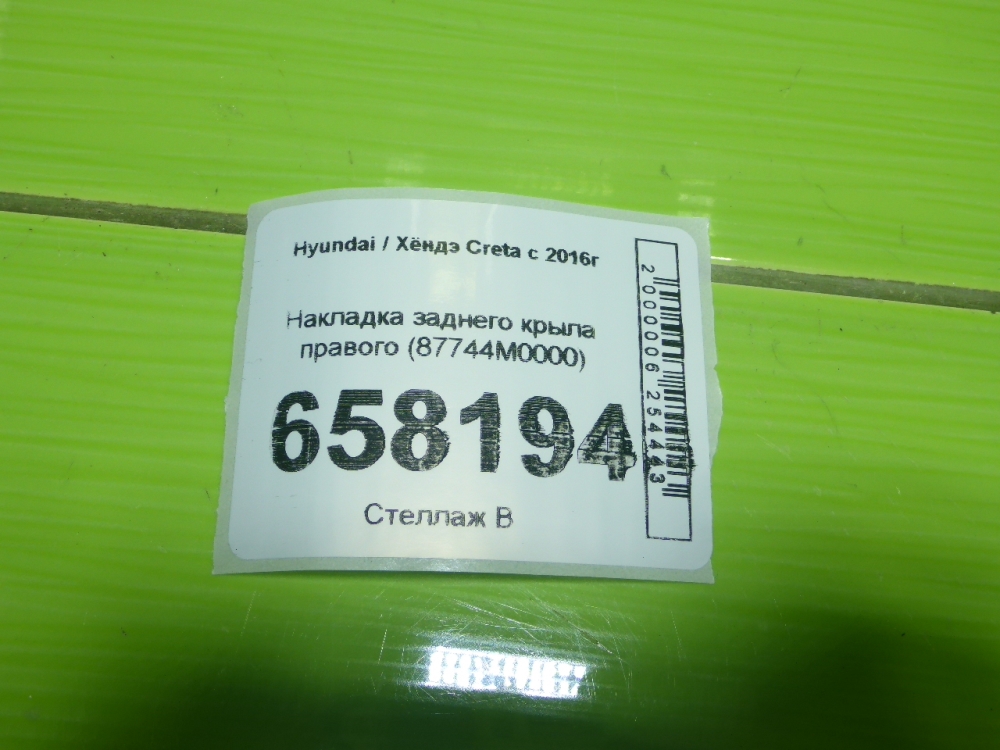 Hyundai / Хёндэ Creta с 2016г
Накладка заднего крыла
правого (87744M0000)
658194
Стеллаж В
2000006254443